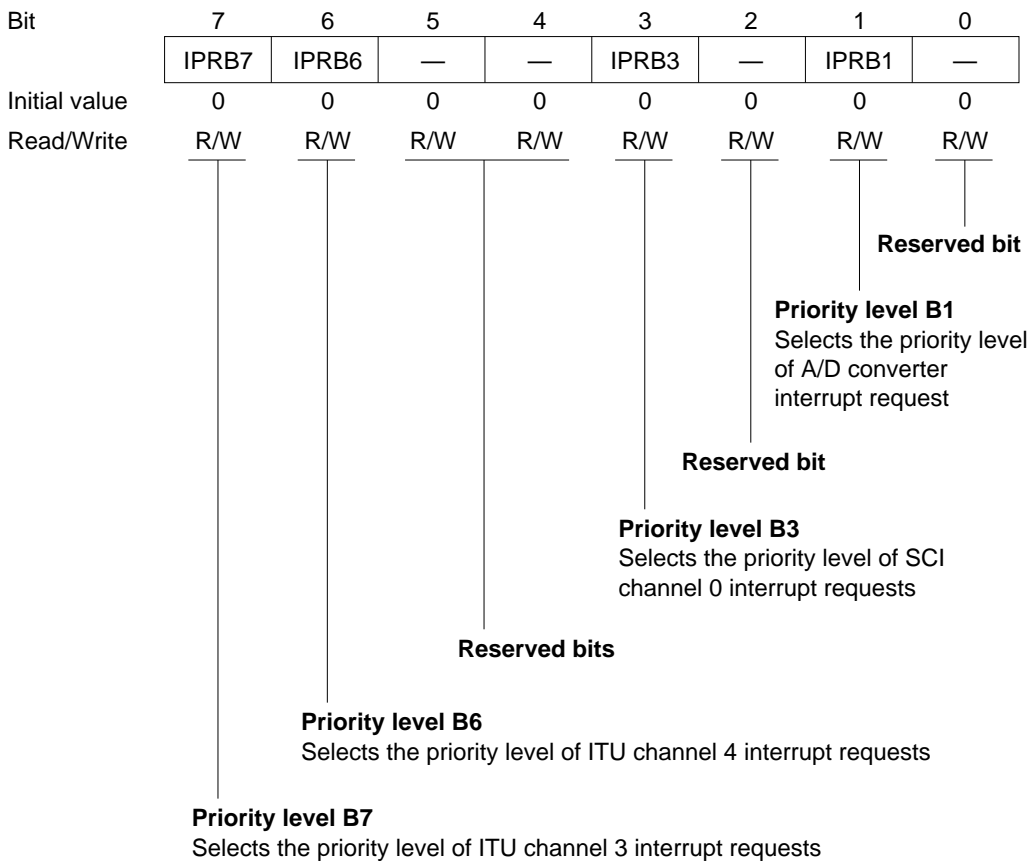 Bit 7 6 5 4 3 2 1 0
IPRB7 IPRB6 — — IPRB3 — IPRB1 —
Initial value 0 0 0 0 0 0 0 0
Read/Write R/W R/W R/W R/W R/W R/W R/W R/W
Reserved bit
Priority level B1
Selects the priority level
of A/D converter
interrupt request
Reserved bit
Priority level B3
Selects the priority level of SCI
channel 0 interrupt requests
Reserved bits
Priority level B6
Selects the priority level of ITU channel 4 interrupt requests
Priority level B7
Selects the priority level of ITU channel 3 interrupt requests